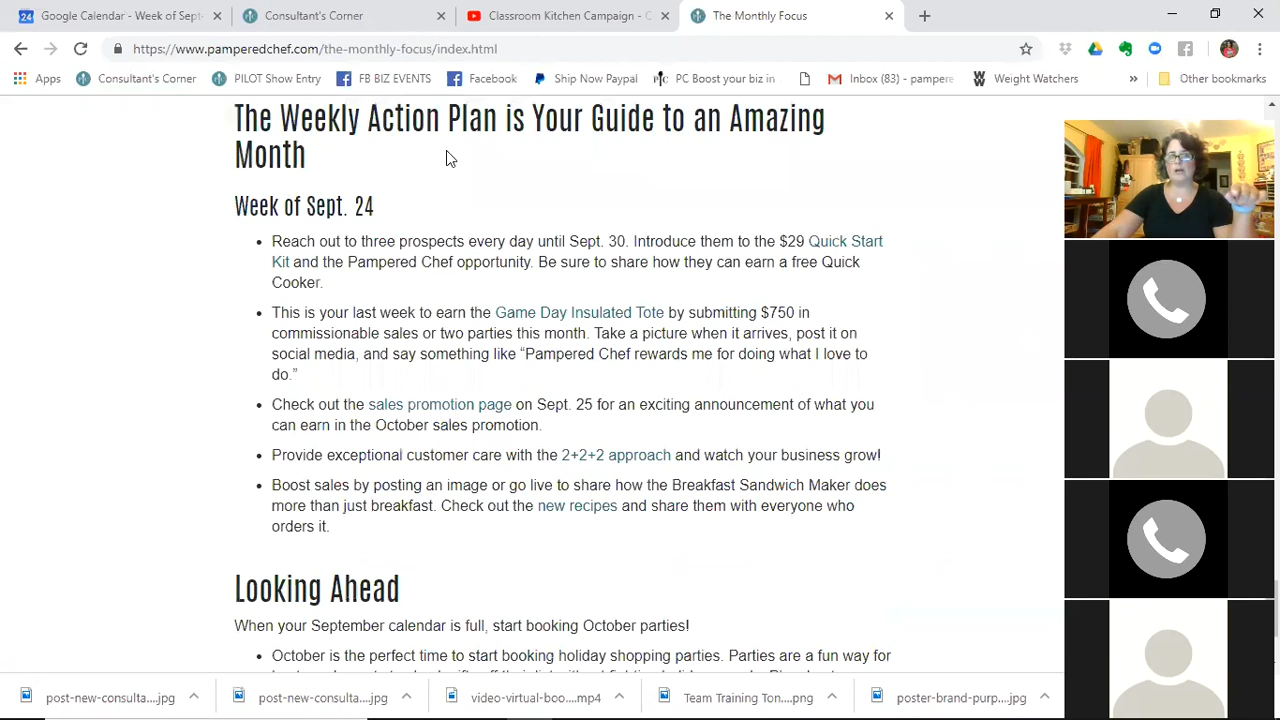 24
Google Calendar - Week of Sept
Consultant's Corner
Classroom Kitchen Campaign - C
The Monthly Focus
https://www.pamperedchef.com/the-monthly-focus/index.html
Apps
Consultant's Corner
PILOT Show Entry
FB BIZ EVENTS
Facebook
Ship Now Paypal
PC Boost your biz in
Inbox (83) - pampere
Weight Watchers
Other bookmarks
The Weekly Action Plan is Your Guide to an Amazing
Month
Week of Sept. 24
• Reach out to three prospects every day until Sept. 30. Introduce them to the $29 Quick Start
Kit and the Pampered Chef opportunity. Be sure to share how they can earn a free Quick
Cooker.
• This is your last week to earn the Game Day Insulated Tote by submitting $750 in
commissionable sales or two parties this month. Take a picture when it arrives, post it on
social media, and say something like “Pampered Chef rewards me for doing what I love to
do.”
• Check out the sales promotion page on Sept. 25 for an exciting announcement of what you
can earn in the October sales promotion.
• Provide exceptional customer care with the 2+2+2 approach and watch your business grow!
• Boost sales by posting an image or go live to share how the Breakfast Sandwich Maker does
more than just breakfast. Check out the new recipes and share them with everyone who
orders it.
Looking Ahead
When your September calendar is full, start booking October parties!
• October is the perfect time to start booking holiday shopping parties. Parties are a fun way for
post-new-consulta....jpg
post-new-consulta....jpg
video-virtual-boo....mp4
Team Training Ton....png
poster-brand-purp....jpg